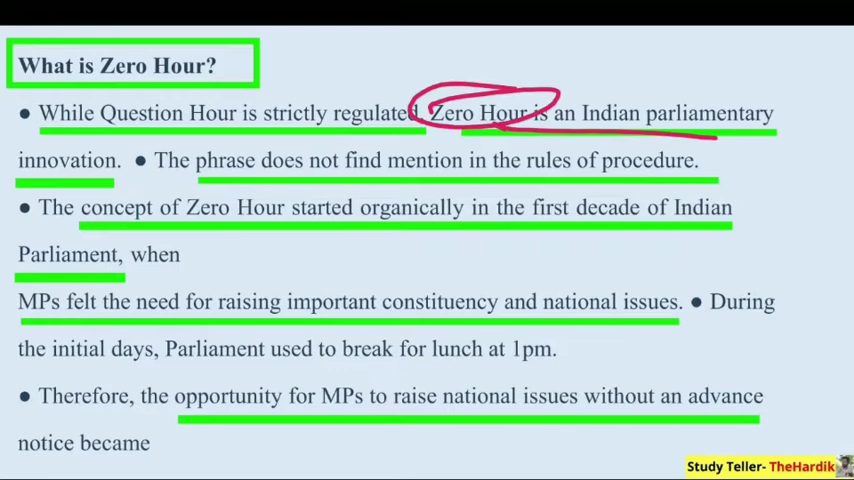 What is Zero Hour?
● While Question Hour is strictly regulated, Zero Hour is an Indian parliamentary
innovation. ● The phrase does not find mention in the rules of procedure.
● The concept of Zero Hour started organically in the first decade of Indian
Parliament, when
MPs felt the need for raising important constituency and national issues. ● During
the initial days, Parliament used to break for lunch at 1pm.
● Therefore, the opportunity for MPs to raise national issues without an advance
notice became
Study Teller- TheHardik